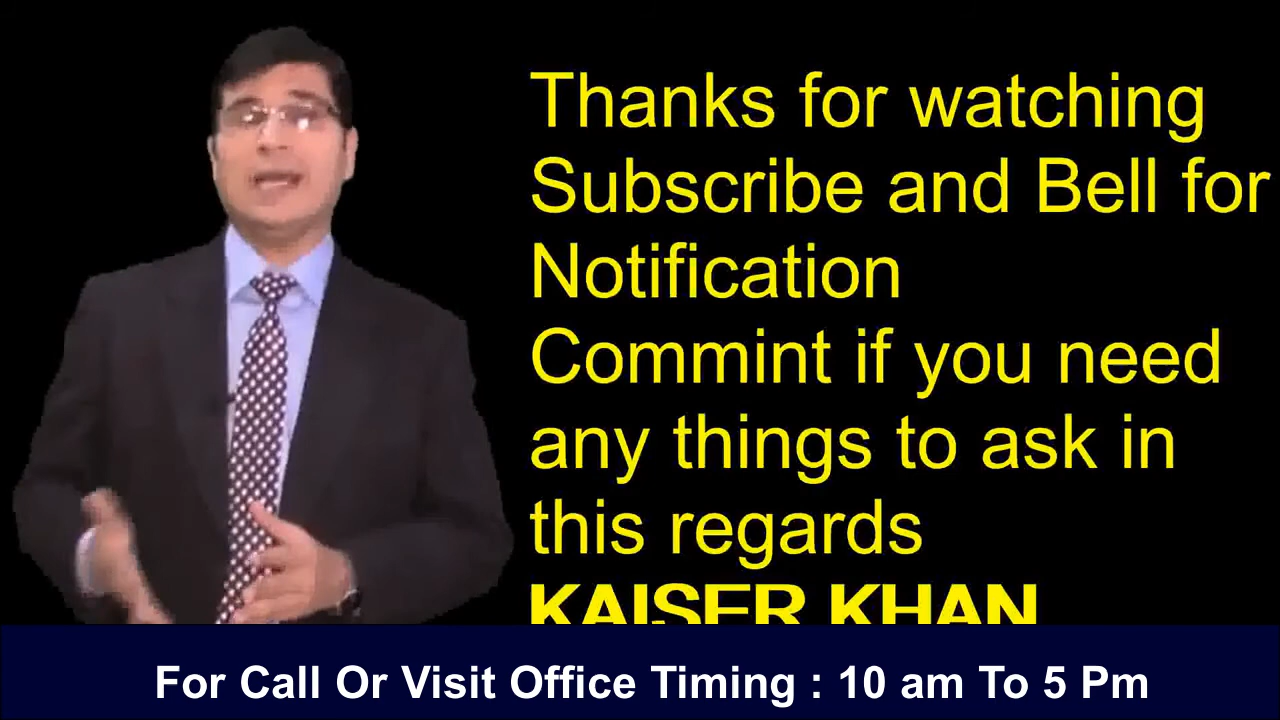 Thanks for watching
Subscribe and Bell for
Notification
Commint if you need
any things to ask in
this regards
KAISER KHAN
For Call Or Visit Office Timing : 10 am To 5 Pm